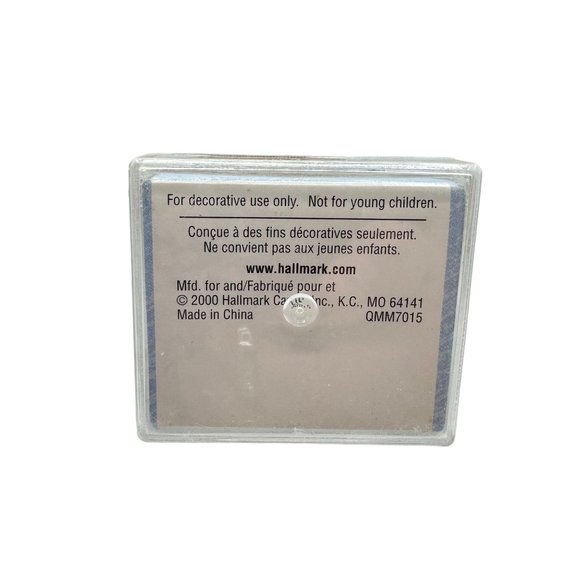 For decorative use only. Not for young children.
Conçue à des fins décoratives seulement.
Ne convient pas aux jeunes enfants.
www.hallmark.com
Mfd. for and/Fabriqué pour et
© 2000 Hallmark Ca Inc., K.C., MO 64141
Made in China QMM7015